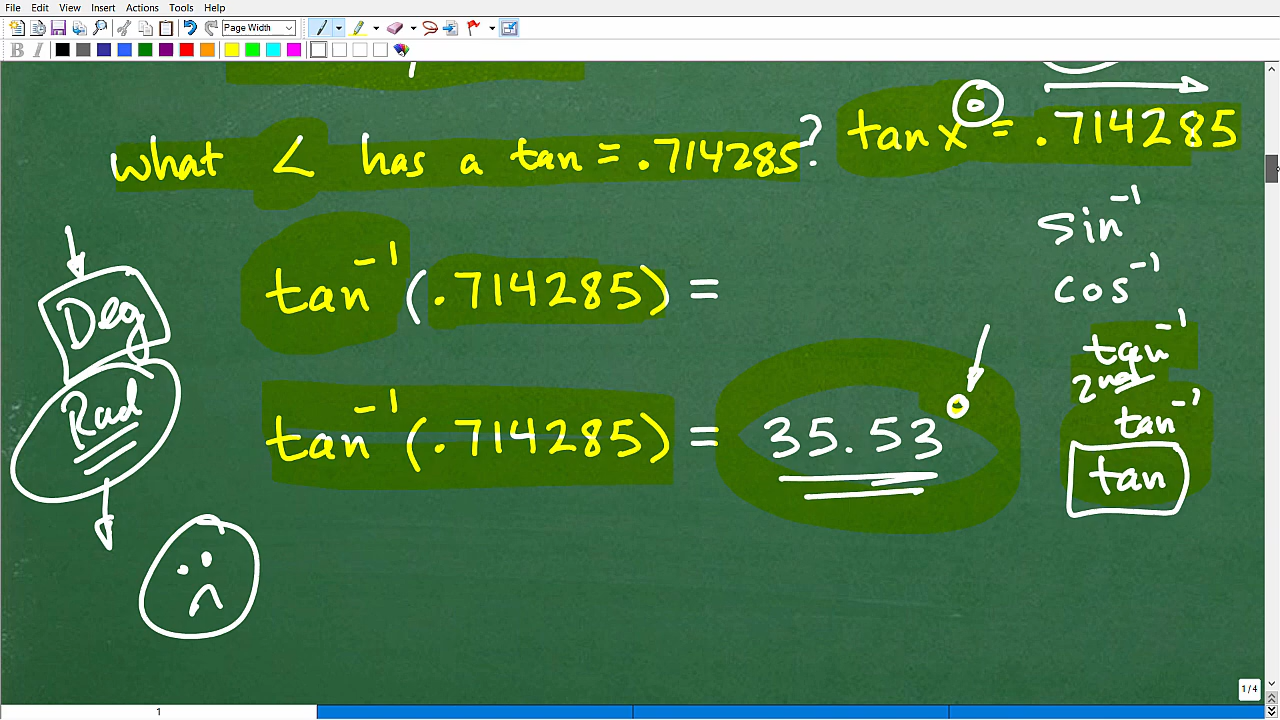 File Edit View Insert Actions Tools Help
Page Width
B I
what ∠ has a tan = .714285? tan x° = .714285
sin⁻¹
tan⁻¹(.714285) =
cos⁻¹
Deg
tan⁻¹
2nd
Rad
tan⁻¹(.714285) = 35.53°
tan⁻¹
tan
1/4
1